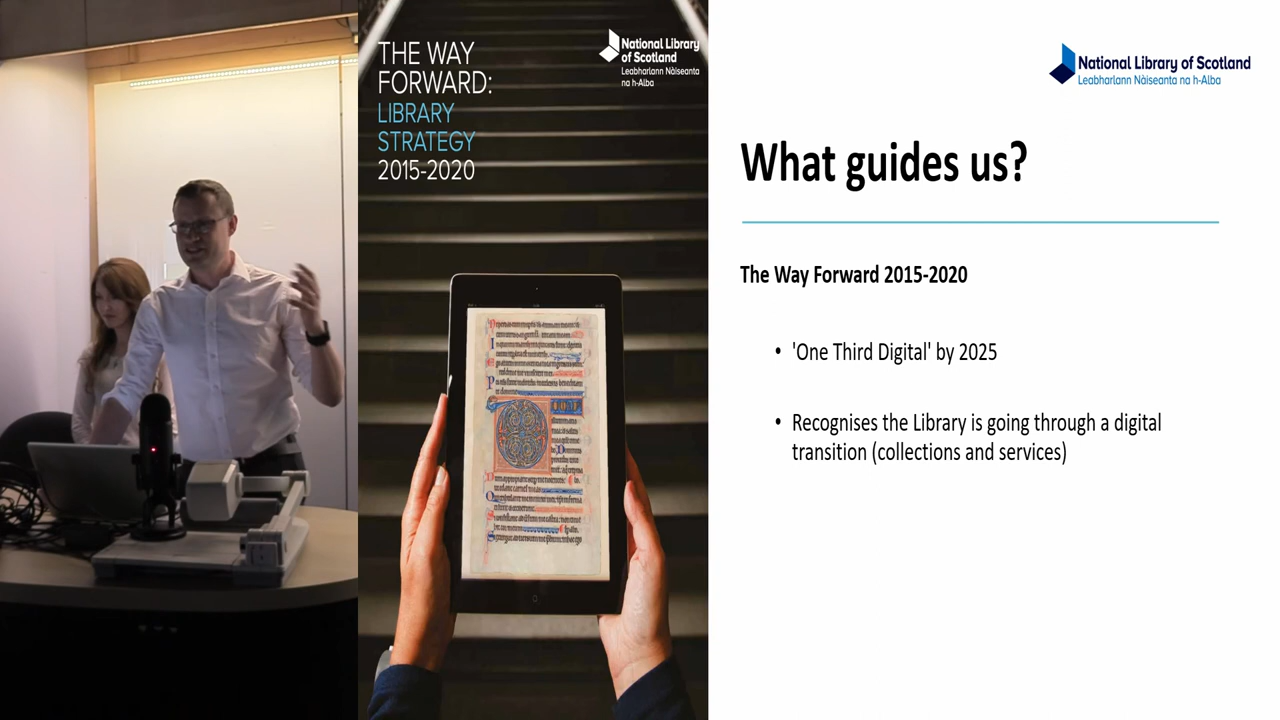 THE WAY
FORWARD:
LIBRARY
STRATEGY
2015-2020
National Library
of Scotland
Leabharlann Nàiseanta
na h-Alba
National Library of Scotland
Leabharlann Nàiseanta na h-Alba
What guides us?
The Way Forward 2015-2020
• 'One Third Digital' by 2025
• Recognises the Library is going through a digital
transition (collections and services)